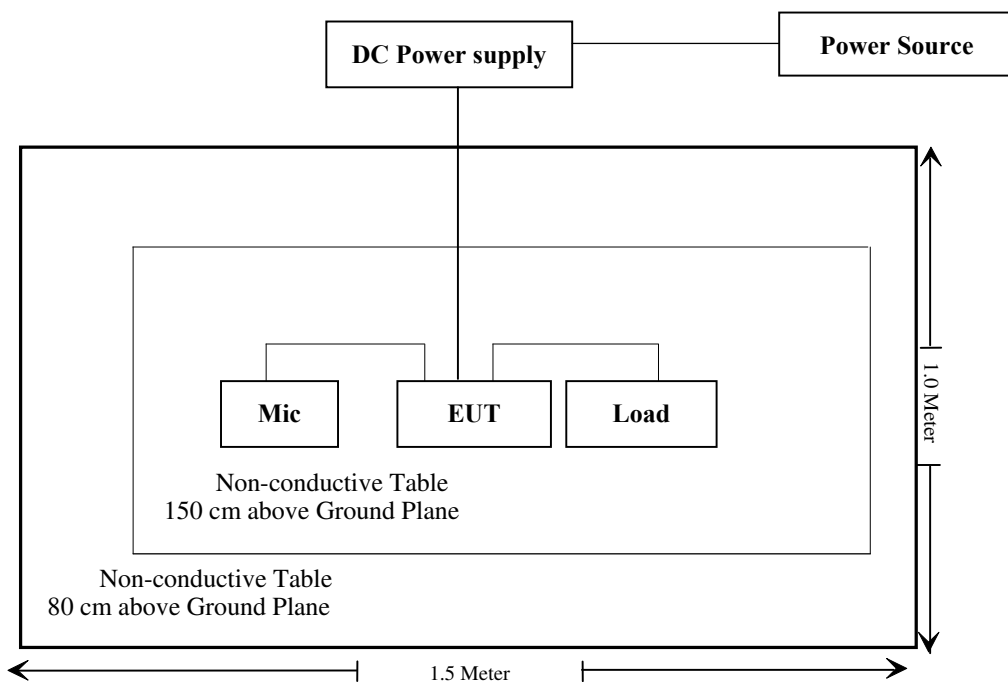 DC Power supply
Power Source
Mic
EUT
Load
Non-conductive Table
150 cm above Ground Plane
Non-conductive Table
80 cm above Ground Plane
1.0 Meter
1.5 Meter